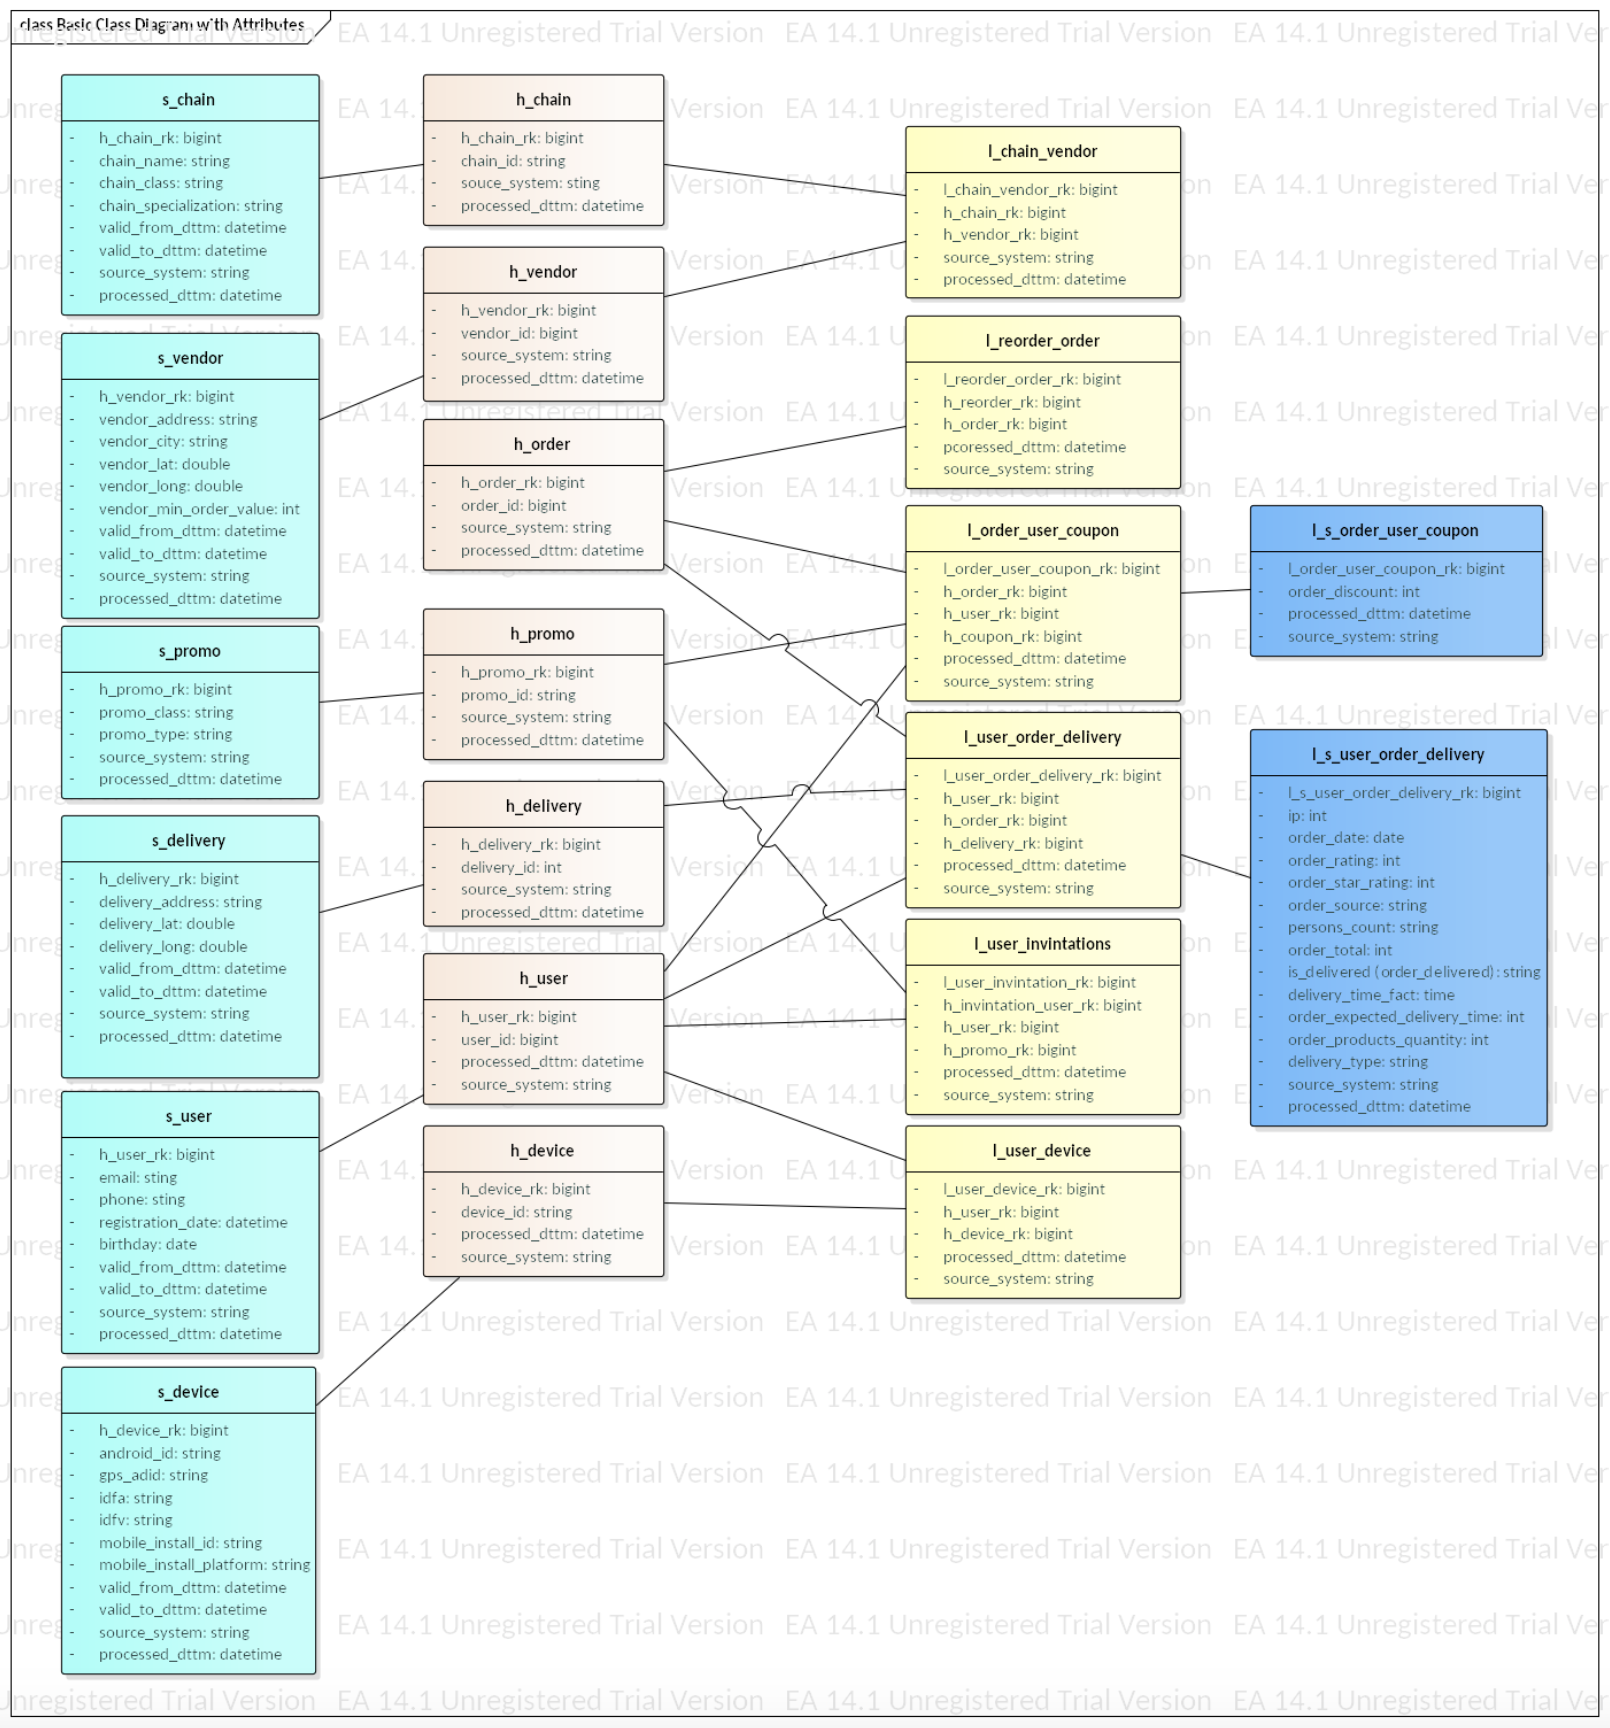 class Basic Class Diagram with Attributes
s_chain
- h_chain_rk: bigint
- chain_name: string
- chain_class: string
- chain_specialization: string
- valid_from_dttm: datetime
- valid_to_dttm: datetime
- source_system: string
- processed_dttm: datetime
s_vendor
- h_vendor_rk: bigint
- vendor_address: string
- vendor_city: string
- vendor_lat: double
- vendor_long: double
- vendor_min_order_value: int
- valid_from_dttm: datetime
- valid_to_dttm: datetime
- source_system: string
- processed_dttm: datetime
s_promo
- h_promo_rk: bigint
- promo_class: string
- promo_type: string
- source_system: string
- processed_dttm: datetime
s_delivery
- h_delivery_rk: bigint
- delivery_address: string
- delivery_lat: double
- delivery_long: double
- valid_from_dttm: datetime
- valid_to_dttm: datetime
- source_system: string
- processed_dttm: datetime
s_user
- h_user_rk: bigint
- email: sting
- phone: sting
- registration_date: datetime
- birthday: date
- valid_from_dttm: datetime
- valid_to_dttm: datetime
- source_system: string
- processed_dttm: datetime
s_device
- h_device_rk: bigint
- android_id: string
- gps_adid: string
- idfa: string
- idfv: string
- mobile_install_id: string
- mobile_install_platform: string
- valid_from_dttm: datetime
- valid_to_dttm: datetime
- source_system: string
- processed_dttm: datetime
h_chain
- h_chain_rk: bigint
- chain_id: string
- souce_system: sting
- processed_dttm: datetime
h_vendor
- h_vendor_rk: bigint
- vendor_id: bigint
- source_system: string
- processed_dttm: datetime
h_order
- h_order_rk: bigint
- order_id: bigint
- source_system: string
- processed_dttm: datetime
h_promo
- h_promo_rk: bigint
- promo_id: string
- source_system: string
- processed_dttm: datetime
h_delivery
- h_delivery_rk: bigint
- delivery_id: int
- source_system: string
- processed_dttm: datetime
h_user
- h_user_rk: bigint
- user_id: bigint
- processed_dttm: datetime
- source_system: string
h_device
- h_device_rk: bigint
- device_id: string
- processed_dttm: datetime
- source_system: string
l_chain_vendor
- l_chain_vendor_rk: bigint
- h_chain_rk: bigint
- h_vendor_rk: bigint
- source_system: string
- processed_dttm: datetime
l_reorder_order
- l_reorder_order_rk: bigint
- h_reorder_rk: bigint
- h_order_rk: bigint
- pcoressed_dttm: datetime
- source_system: string
l_order_user_coupon
- l_order_user_coupon_rk: bigint
- h_order_rk: bigint
- h_user_rk: bigint
- h_coupon_rk: bigint
- processed_dttm: datetime
- source_system: string
l_user_order_delivery
- l_user_order_delivery_rk: bigint
- h_user_rk: bigint
- h_order_rk: bigint
- h_delivery_rk: bigint
- processed_dttm: datetime
- source_system: string
l_user_invintations
- l_user_invintation_rk: bigint
- h_invintation_user_rk: bigint
- h_user_rk: bigint
- h_promo_rk: bigint
- processed_dttm: datetime
- source_system: string
l_user_device
- l_user_device_rk: bigint
- h_user_rk: bigint
- h_device_rk: bigint
- processed_dttm: datetime
- source_system: string
l_s_order_user_coupon
- l_order_user_coupon_rk: bigint
- order_discount: int
- processed_dttm: datetime
- source_system: string
l_s_user_order_delivery
- l_s_user_order_delivery_rk: bigint
- ip: int
- order_date: date
- order_rating: int
- order_star_rating: int
- order_source: string
- persons_count: string
- order_total: int
- is_delivered (order_delivered): string
- delivery_time_fact: time
- order_expected_delivery_time: int
- order_products_quantity: int
- delivery_type: string
- source_system: string
- processed_dttm: datetime
EA 14.1 Unregistered Trial Version